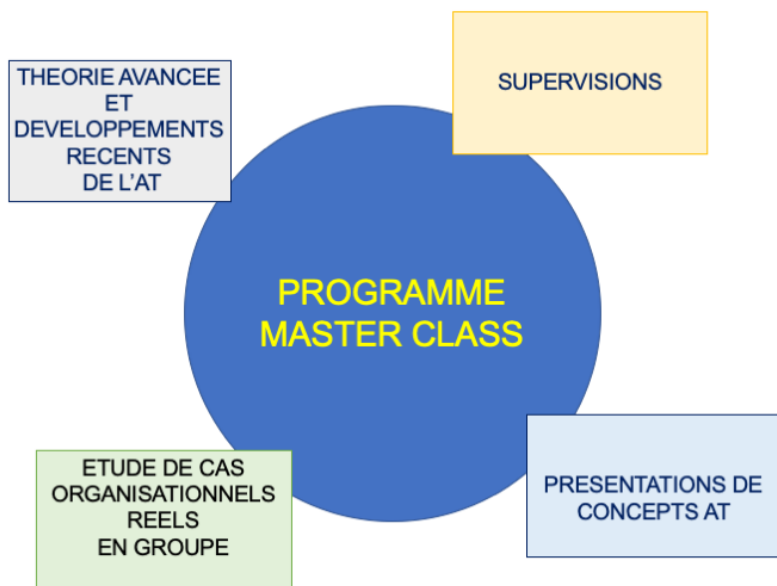 THEORIE AVANCEE
ET
DEVELOPPEMENTS
RECENTS
DE L'AT
SUPERVISIONS
PROGRAMME
MASTER CLASS
ETUDE DE CAS
ORGANISATIONNELS
REELS
EN GROUPE
PRESENTATIONS DE
CONCEPTS AT